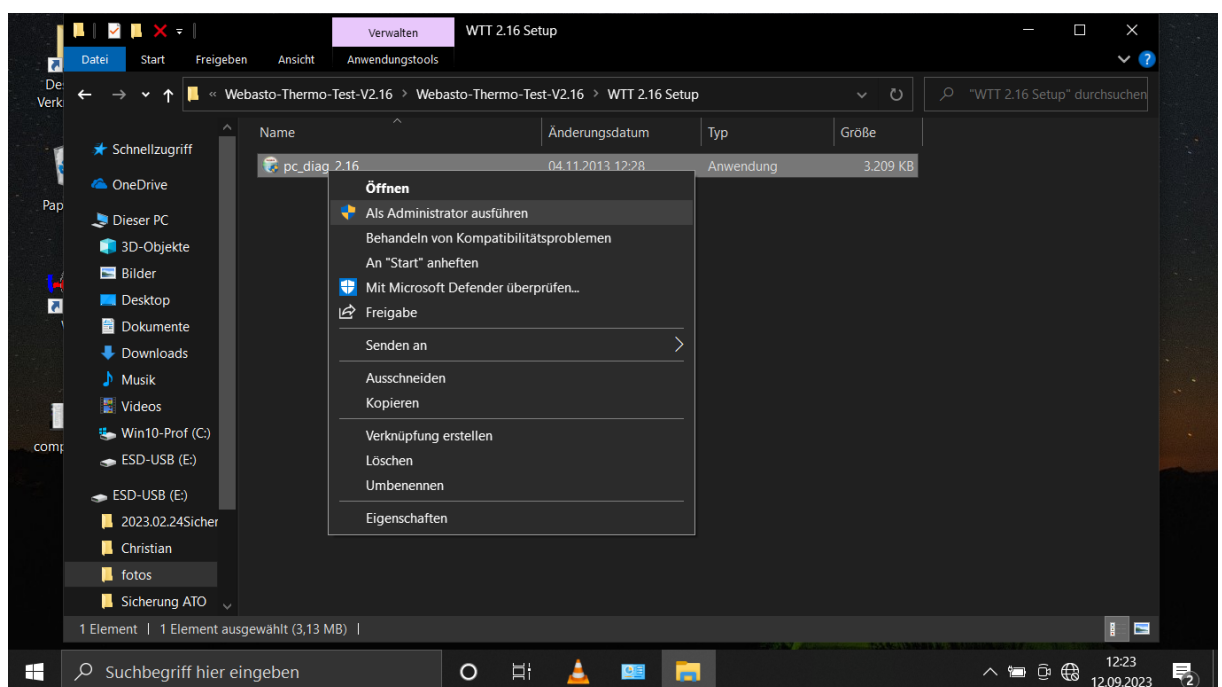 Verwalten
WTT 2.16 Setup
Datei Start Freigeben Ansicht Anwendungstools
« Webasto-Thermo-Test-V2.16 > Webasto-Thermo-Test-V2.16 > WTT 2.16 Setup
"WTT 2.16 Setup" durchsuchen
Name Änderungsdatum Typ Größe
pc_diag_2.16 04.11.2013 12:28 Anwendung 3.209 KB
Schnellzugriff
OneDrive
Dieser PC
3D-Objekte
Bilder
Desktop
Dokumente
Downloads
Musik
Videos
Win10-Prof (C:)
ESD-USB (E:)
ESD-USB (E:)
2023.02.24Sicher
Christian
fotos
Sicherung ATO
Öffnen
Als Administrator ausführen
Behandeln von Kompatibilitätsproblemen
An "Start" anheften
Mit Microsoft Defender überprüfen...
Freigabe
Senden an
Ausschneiden
Kopieren
Verknüpfung erstellen
Löschen
Umbenennen
Eigenschaften
1 Element | 1 Element ausgewählt (3,13 MB) |
De
Verk
Pap
comp
Suchbegriff hier eingeben
12:23
12.09.2023
2